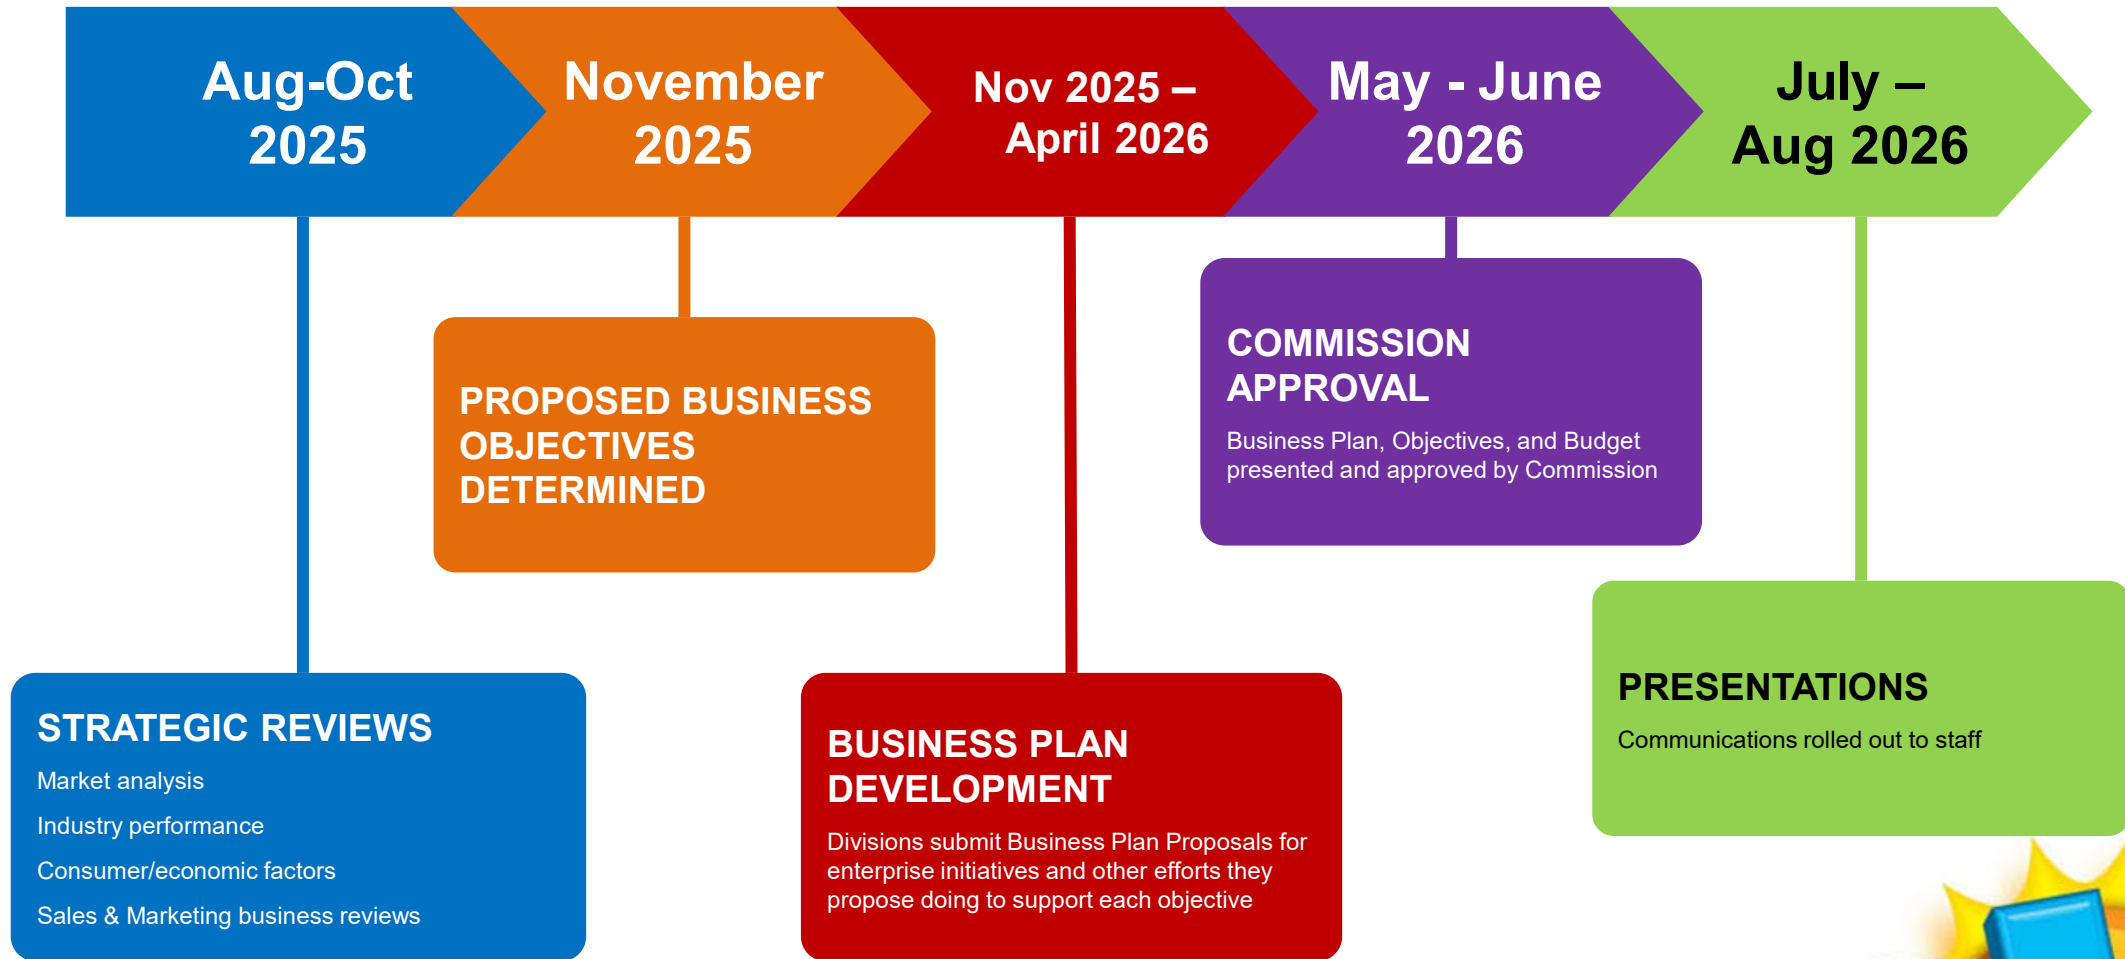 Aug-Oct
2025
November
2025
Nov 2025 –
April 2026
May - June
2026
July –
Aug 2026
STRATEGIC REVIEWS
Market analysis
Industry performance
Consumer/economic factors
Sales & Marketing business reviews
PROPOSED BUSINESS
OBJECTIVES
DETERMINED
BUSINESS PLAN
DEVELOPMENT
Divisions submit Business Plan Proposals for
enterprise initiatives and other efforts they
propose doing to support each objective
COMMISSION
APPROVAL
Business Plan, Objectives, and Budget
presented and approved by Commission
PRESENTATIONS
Communications rolled out to staff